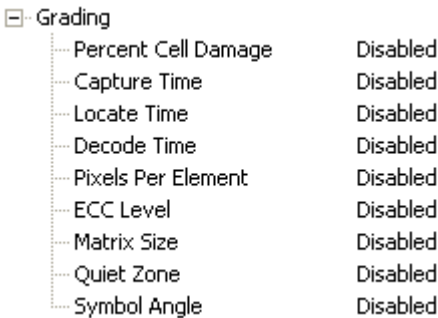 Grading
Percent Cell Damage Disabled
Capture Time Disabled
Locate Time Disabled
Decode Time Disabled
Pixels Per Element Disabled
ECC Level Disabled
Matrix Size Disabled
Quiet Zone Disabled
Symbol Angle Disabled